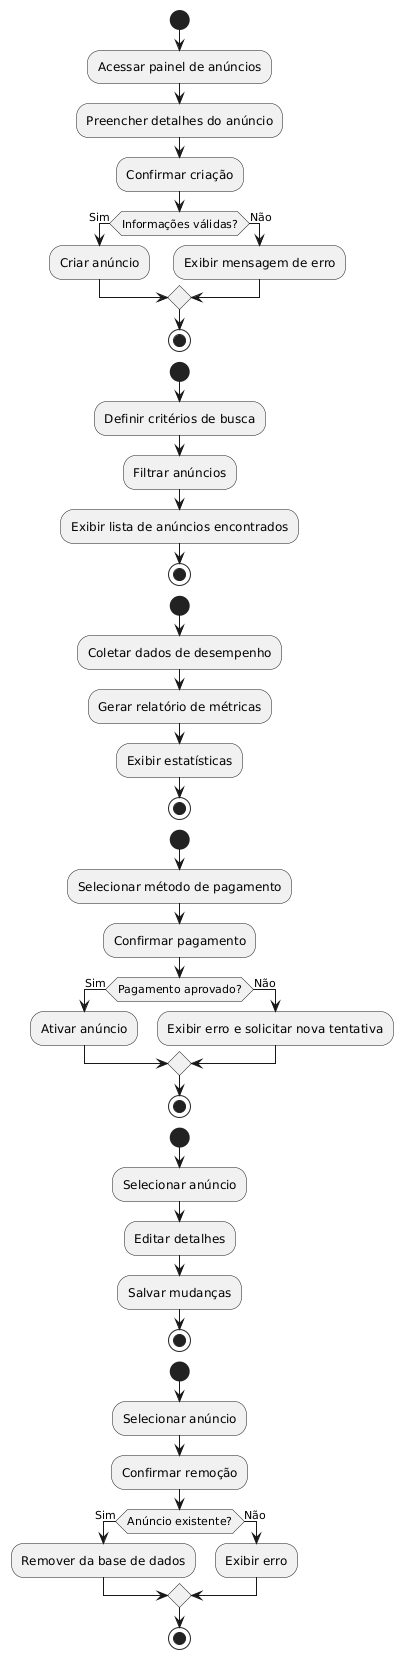 Acessar painel de anúncios
Preencher detalhes do anúncio
Confirmar criação
Sim
Informações válidas?
Não
Criar anúncio
Exibir mensagem de erro
Definir critérios de busca
Filtrar anúncios
Exibir lista de anúncios encontrados
Coletar dados de desempenho
Gerar relatório de métricas
Exibir estatísticas
Selecionar método de pagamento
Confirmar pagamento
Sim
Pagamento aprovado?
Não
Ativar anúncio
Exibir erro e solicitar nova tentativa
Selecionar anúncio
Editar detalhes
Salvar mudanças
Selecionar anúncio
Confirmar remoção
Sim
Anúncio existente?
Não
Remover da base de dados
Exibir erro